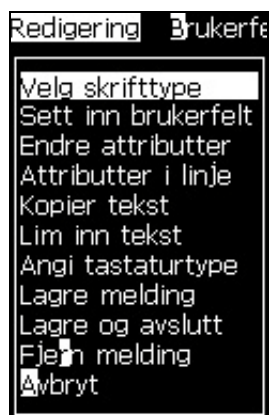 Redigering Brukerfe
Velg skrifttype
Sett inn brukerfelt
Endre attributter
Attributter i linje
Kopier tekst
Lim inn tekst
Angi tastaturtype
Lagre melding
Lagre og avslutt
Fjern melding
Avbryt